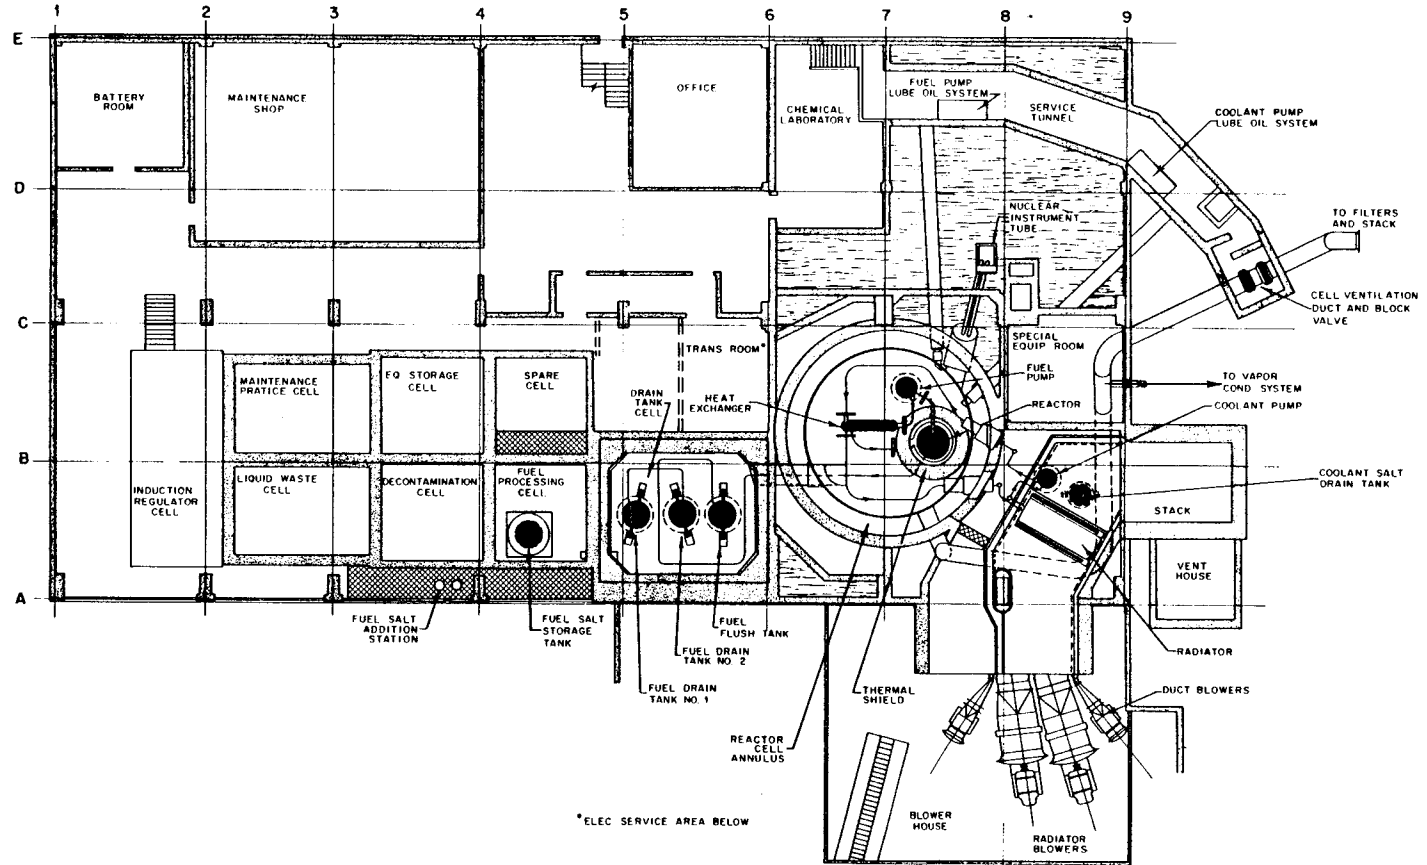 1 2 3 4 5 6 7 8 9
E
BATTERY
ROOM
MAINTENANCE
SHOP
OFFICE
CHEMICAL
LABORATORY
FUEL PUMP
LUBE OIL SYSTEM
SERVICE
TUNNEL
COOLANT PUMP
LUBE OIL SYSTEM
D
NUCLEAR
INSTRUMENT
TUBE
TO FILTERS
AND STACK
CELL VENTILATION
DUCT AND BLOCK
VALVE
C
TRANS ROOM*
SPECIAL
EQUIP ROOM
FUEL
PUMP
TO VAPOR
COND SYSTEM
MAINTENANCE
PRATICE CELL
EQ STORAGE
CELL
SPARE
CELL
DRAIN
TANK
CELL
HEAT
EXCHANGER
REACTOR
COOLANT PUMP
B
LIQUID WASTE
CELL
DECONTAMINATION
CELL
FUEL
PROCESSING
CELL
COOLANT SALT
DRAIN TANK
INDUCTION
REGULATOR
CELL
STACK
VENT
HOUSE
A
FUEL SALT
ADDITION
STATION
FUEL SALT
STORAGE
TANK
FUEL
FLUSH TANK
FUEL DRAIN
TANK NO. 2
FUEL DRAIN
TANK NO. 1
THERMAL
SHIELD
RADIATOR
DUCT BLOWERS
REACTOR
CELL
ANNULUS
*ELEC SERVICE AREA BELOW
BLOWER
HOUSE
RADIATOR
BLOWERS